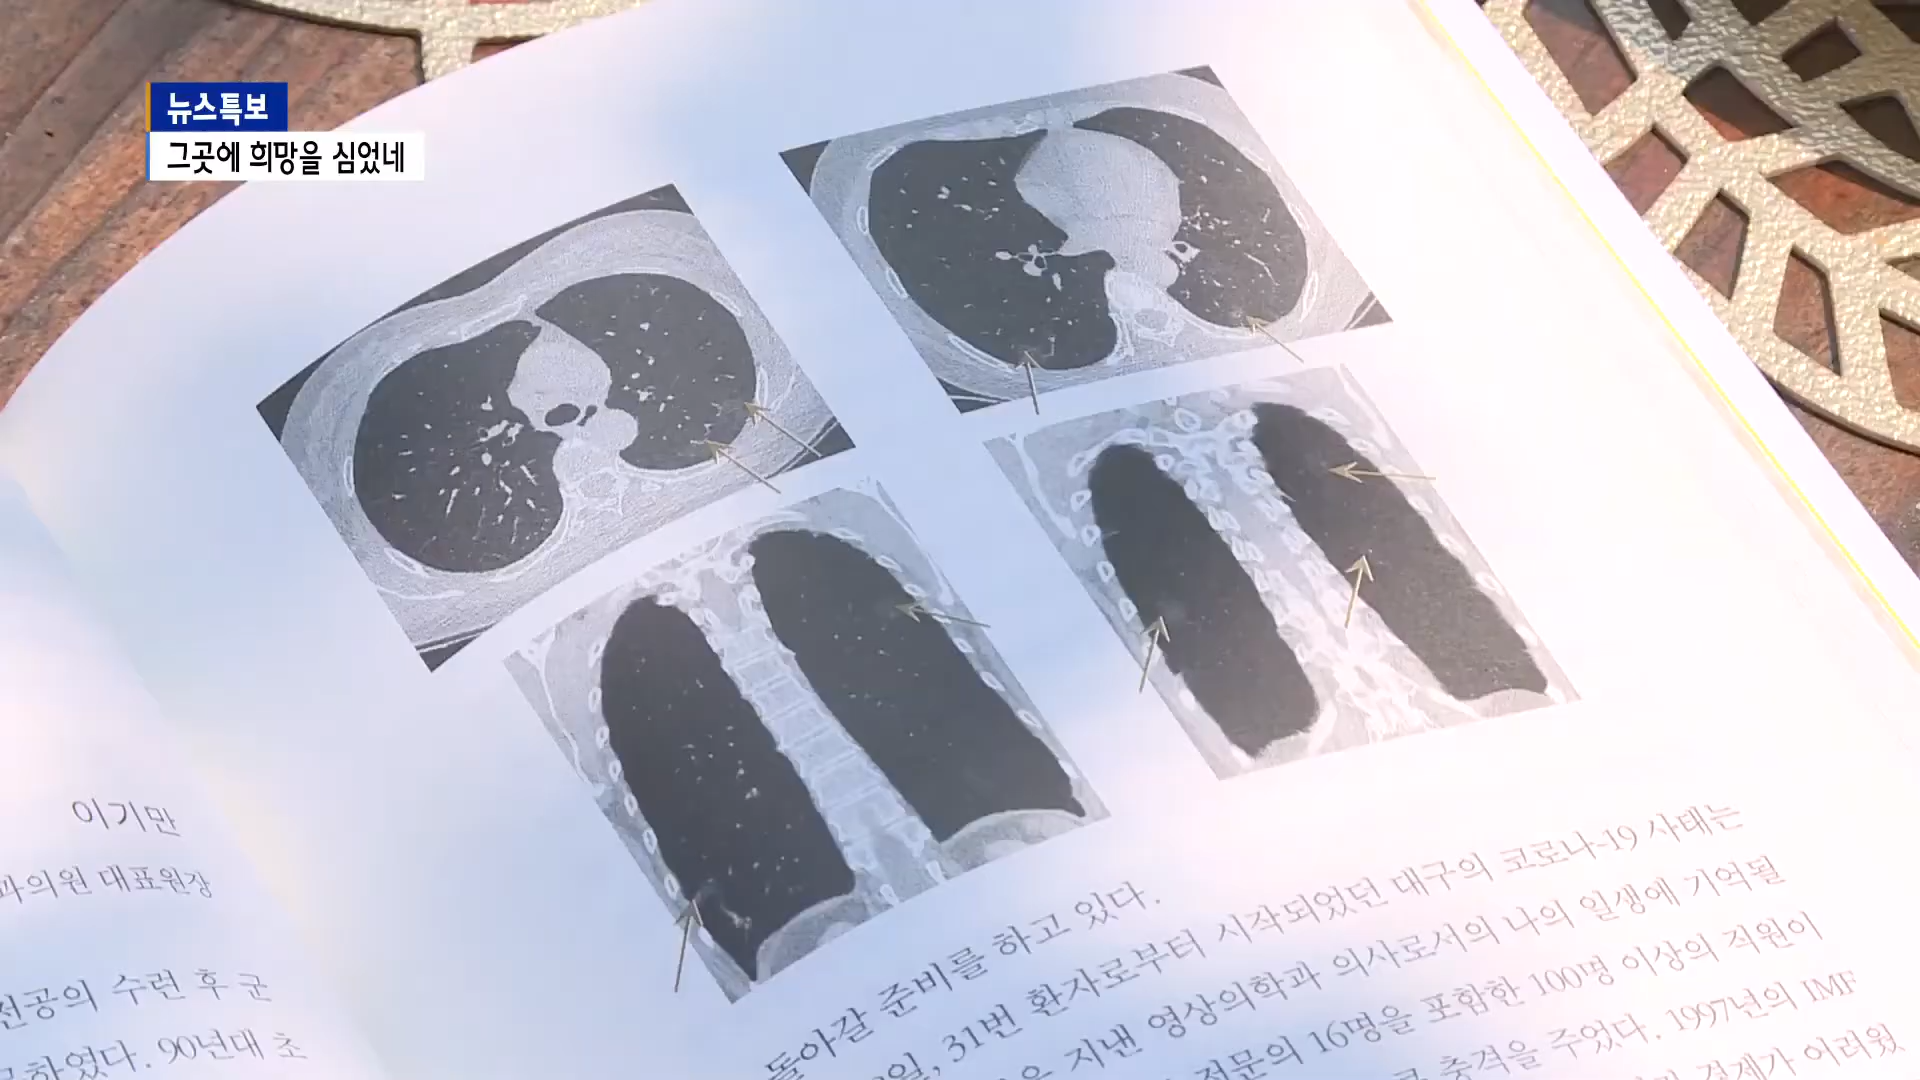 뉴스특보
그곳에 희망을 심었네
이기만
과의원 대표원장
전공의 수련 후 군
하였다. 90년대 초
돌아갈 준비를 하고 있다.
일, 31번 환자로부터 시작되었던 대구의 코로나-19 사태는
지낸 영상의학과 의사로서의 나의 일생에 기억될
전문의 16명을 포함한 100명 이상의 직원이
충격을 주었다. 1997년의 IMF
경제가 어려웠